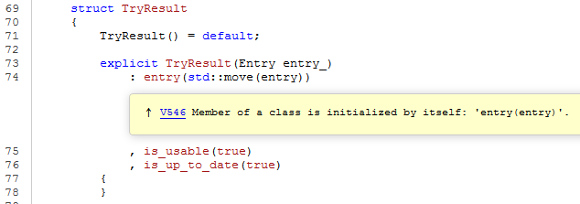 69 struct TryResult
70 {
71 TryResult() = default;
72
73 explicit TryResult(Entry entry_)
74 : entry(std::move(entry))
↑ V546 Member of a class is initialized by itself: 'entry(entry)'.
75 , is_usable(true)
76 , is_up_to_date(true)
77 {
78 }